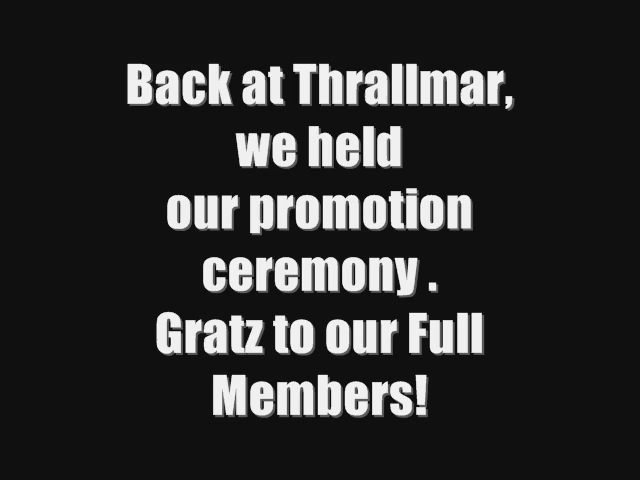 Back at Thrallmar,
we held
our promotion
ceremony .
Gratz to our Full
Members!